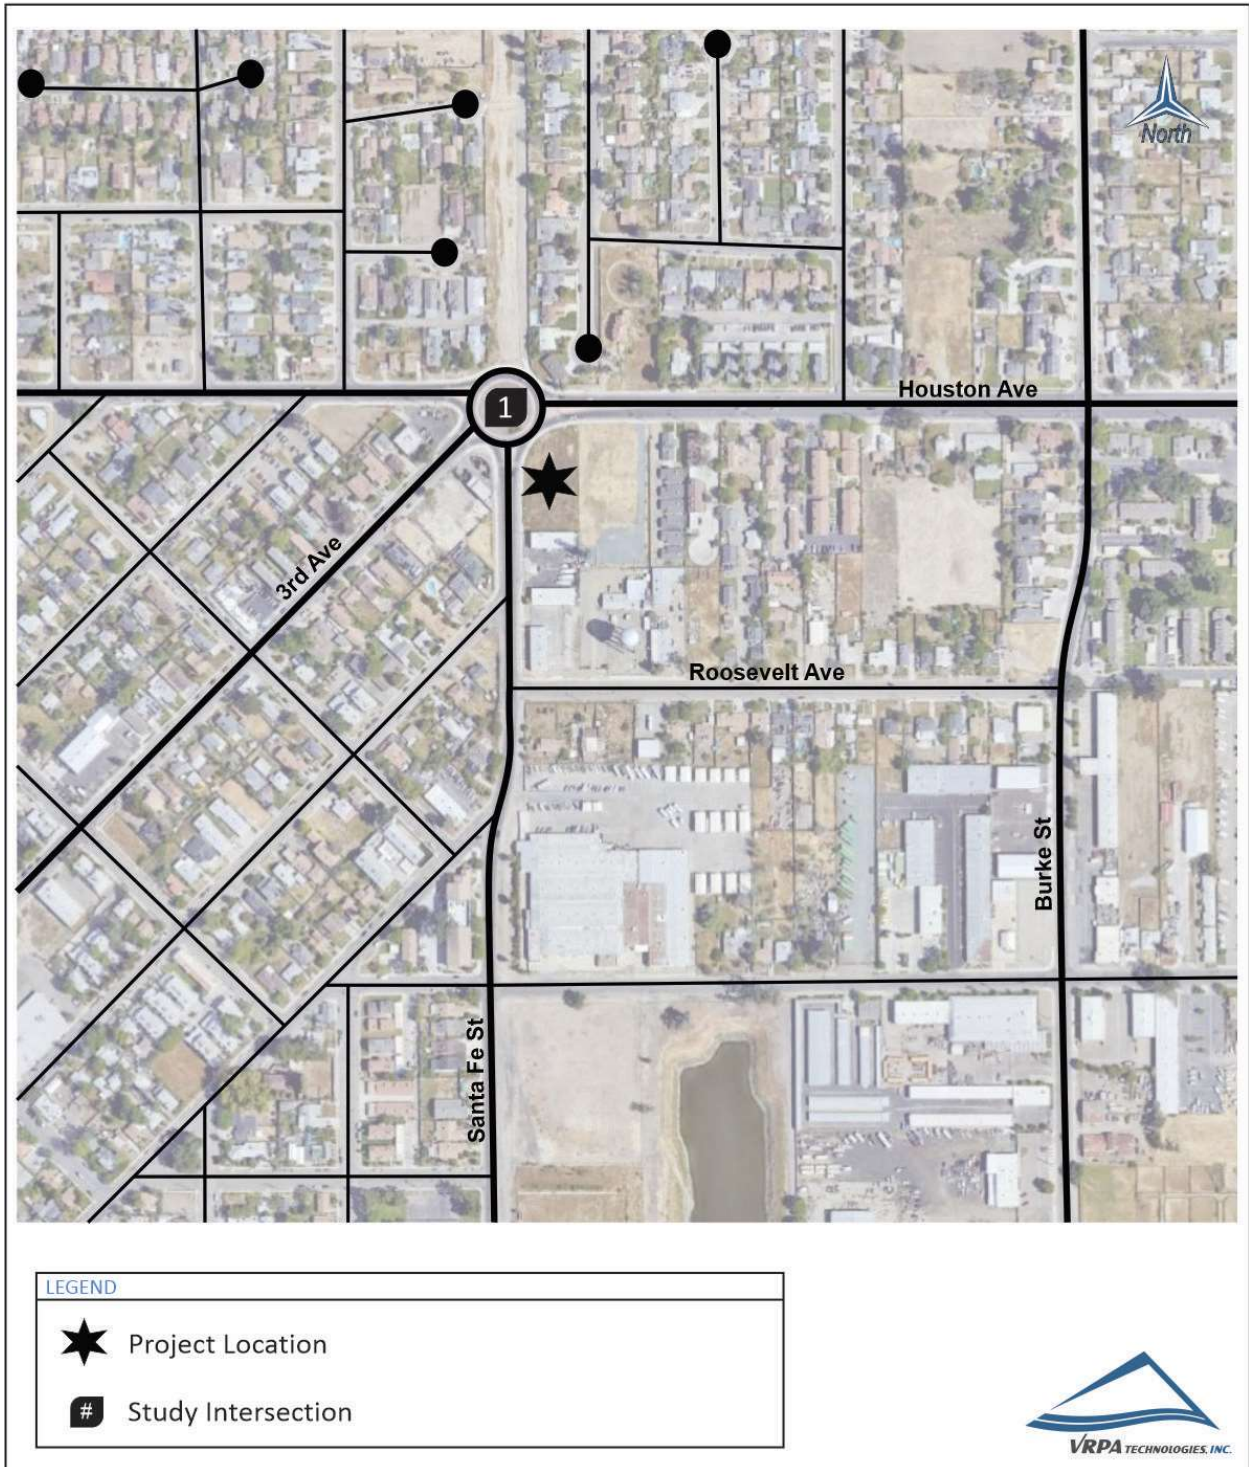 North
Houston Ave
1
3rd Ave
Roosevelt Ave
Burke St
Santa Fe St
LEGEND
Project Location
# Study Intersection
VRPA TECHNOLOGIES, INC.